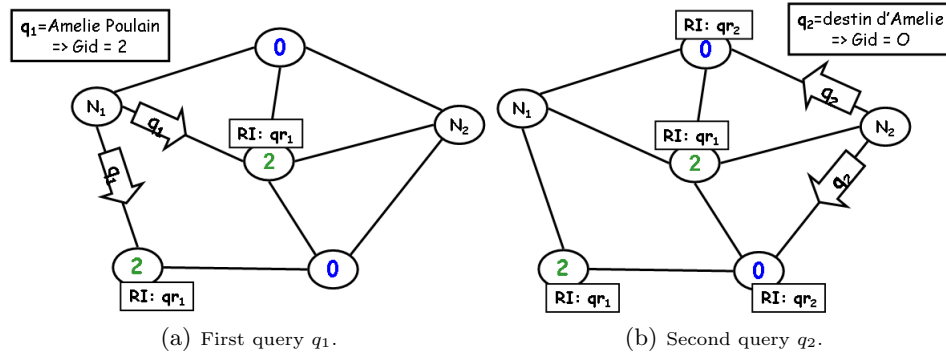 q₁=Amelie Poulain
=> Gid = 2
0
N₁
q₁
q₁
RI: qr₁
2
N₂
2
RI: qr₁
0
(a) First query q₁.
q₂=destin d'Amelie
=> Gid = 0
RI: qr₂
0
q₂
N₁
RI: qr₁
2
N₂
q₂
2
RI: qr₁
0
RI: qr₂
(b) Second query q₂.